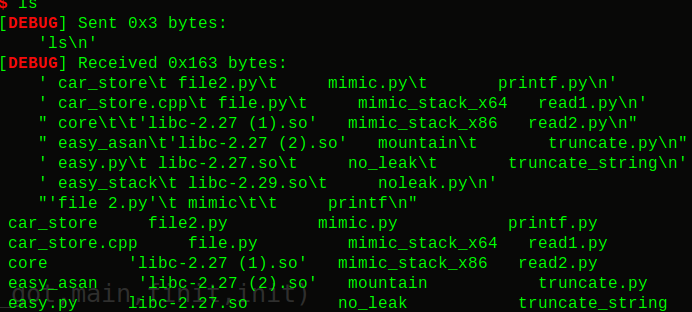 $ ls
[DEBUG] Sent 0x3 bytes:
    'ls\n'
[DEBUG] Received 0x163 bytes:
    ' car_store\t file2.py\t     mimic.py\t       printf.py\n'
    ' car_store.cpp\t file.py\t     mimic_stack_x64   read1.py\n'
    " core\t\t'libc-2.27 (1).so'   mimic_stack_x86    read2.py\n"
    " easy_asan\t'libc-2.27 (2).so'   mountain\t       truncate.py\n"
    ' easy.py\t libc-2.27.so\t     no_leak\t       truncate_string\n'
    ' easy_stack\t libc-2.29.so\t     noleak.py\n'
    "'file 2.py'\t mimic\t\t     printf\n"
 car_store     file2.py         mimic.py           printf.py
 car_store.cpp     file.py         mimic_stack_x64   read1.py
 core        'libc-2.27 (1).so'   mimic_stack_x86   read2.py
 easy_asan    'libc-2.27 (2).so'   mountain           truncate.py
got,main,fini,init)
 easy.py     libc-2.27.so         no_leak           truncate_string